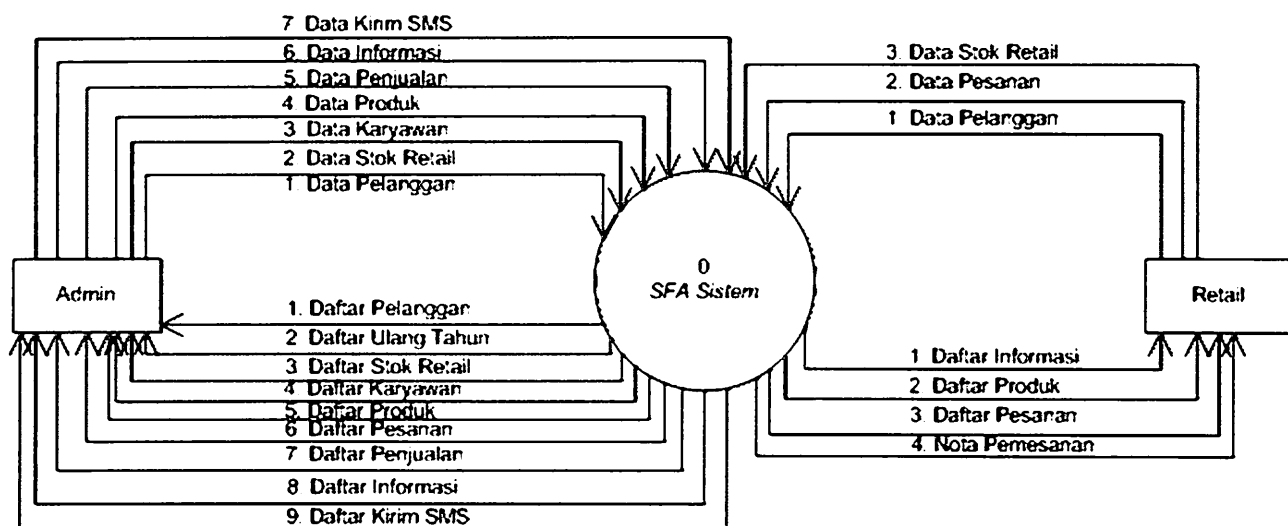 7 Data Kirim SMS
6. Data Informasi
5. Data Penjualan
4 Data Produk
3 Data Karyawan
2 Data Stok Retail
1. Data Pelanggan
3. Data Stok Retail
2. Data Pesanan
1 Data Pelanggan
Admin
0
SFA Sistem
Retail
1. Daftar Pelanggan
2 Daftar Ulang Tahun
3 Daftar Stok Retail
4 Daftar Karyawan
5. Daftar Produk
6 Daftar Pesanan
7 Daftar Penjualan
8 Daftar Informasi
9. Daftar Kirim SMS
1 Daftar Informasi
2 Daftar Produk
3. Daftar Pesanan
4. Nota Pemesanan